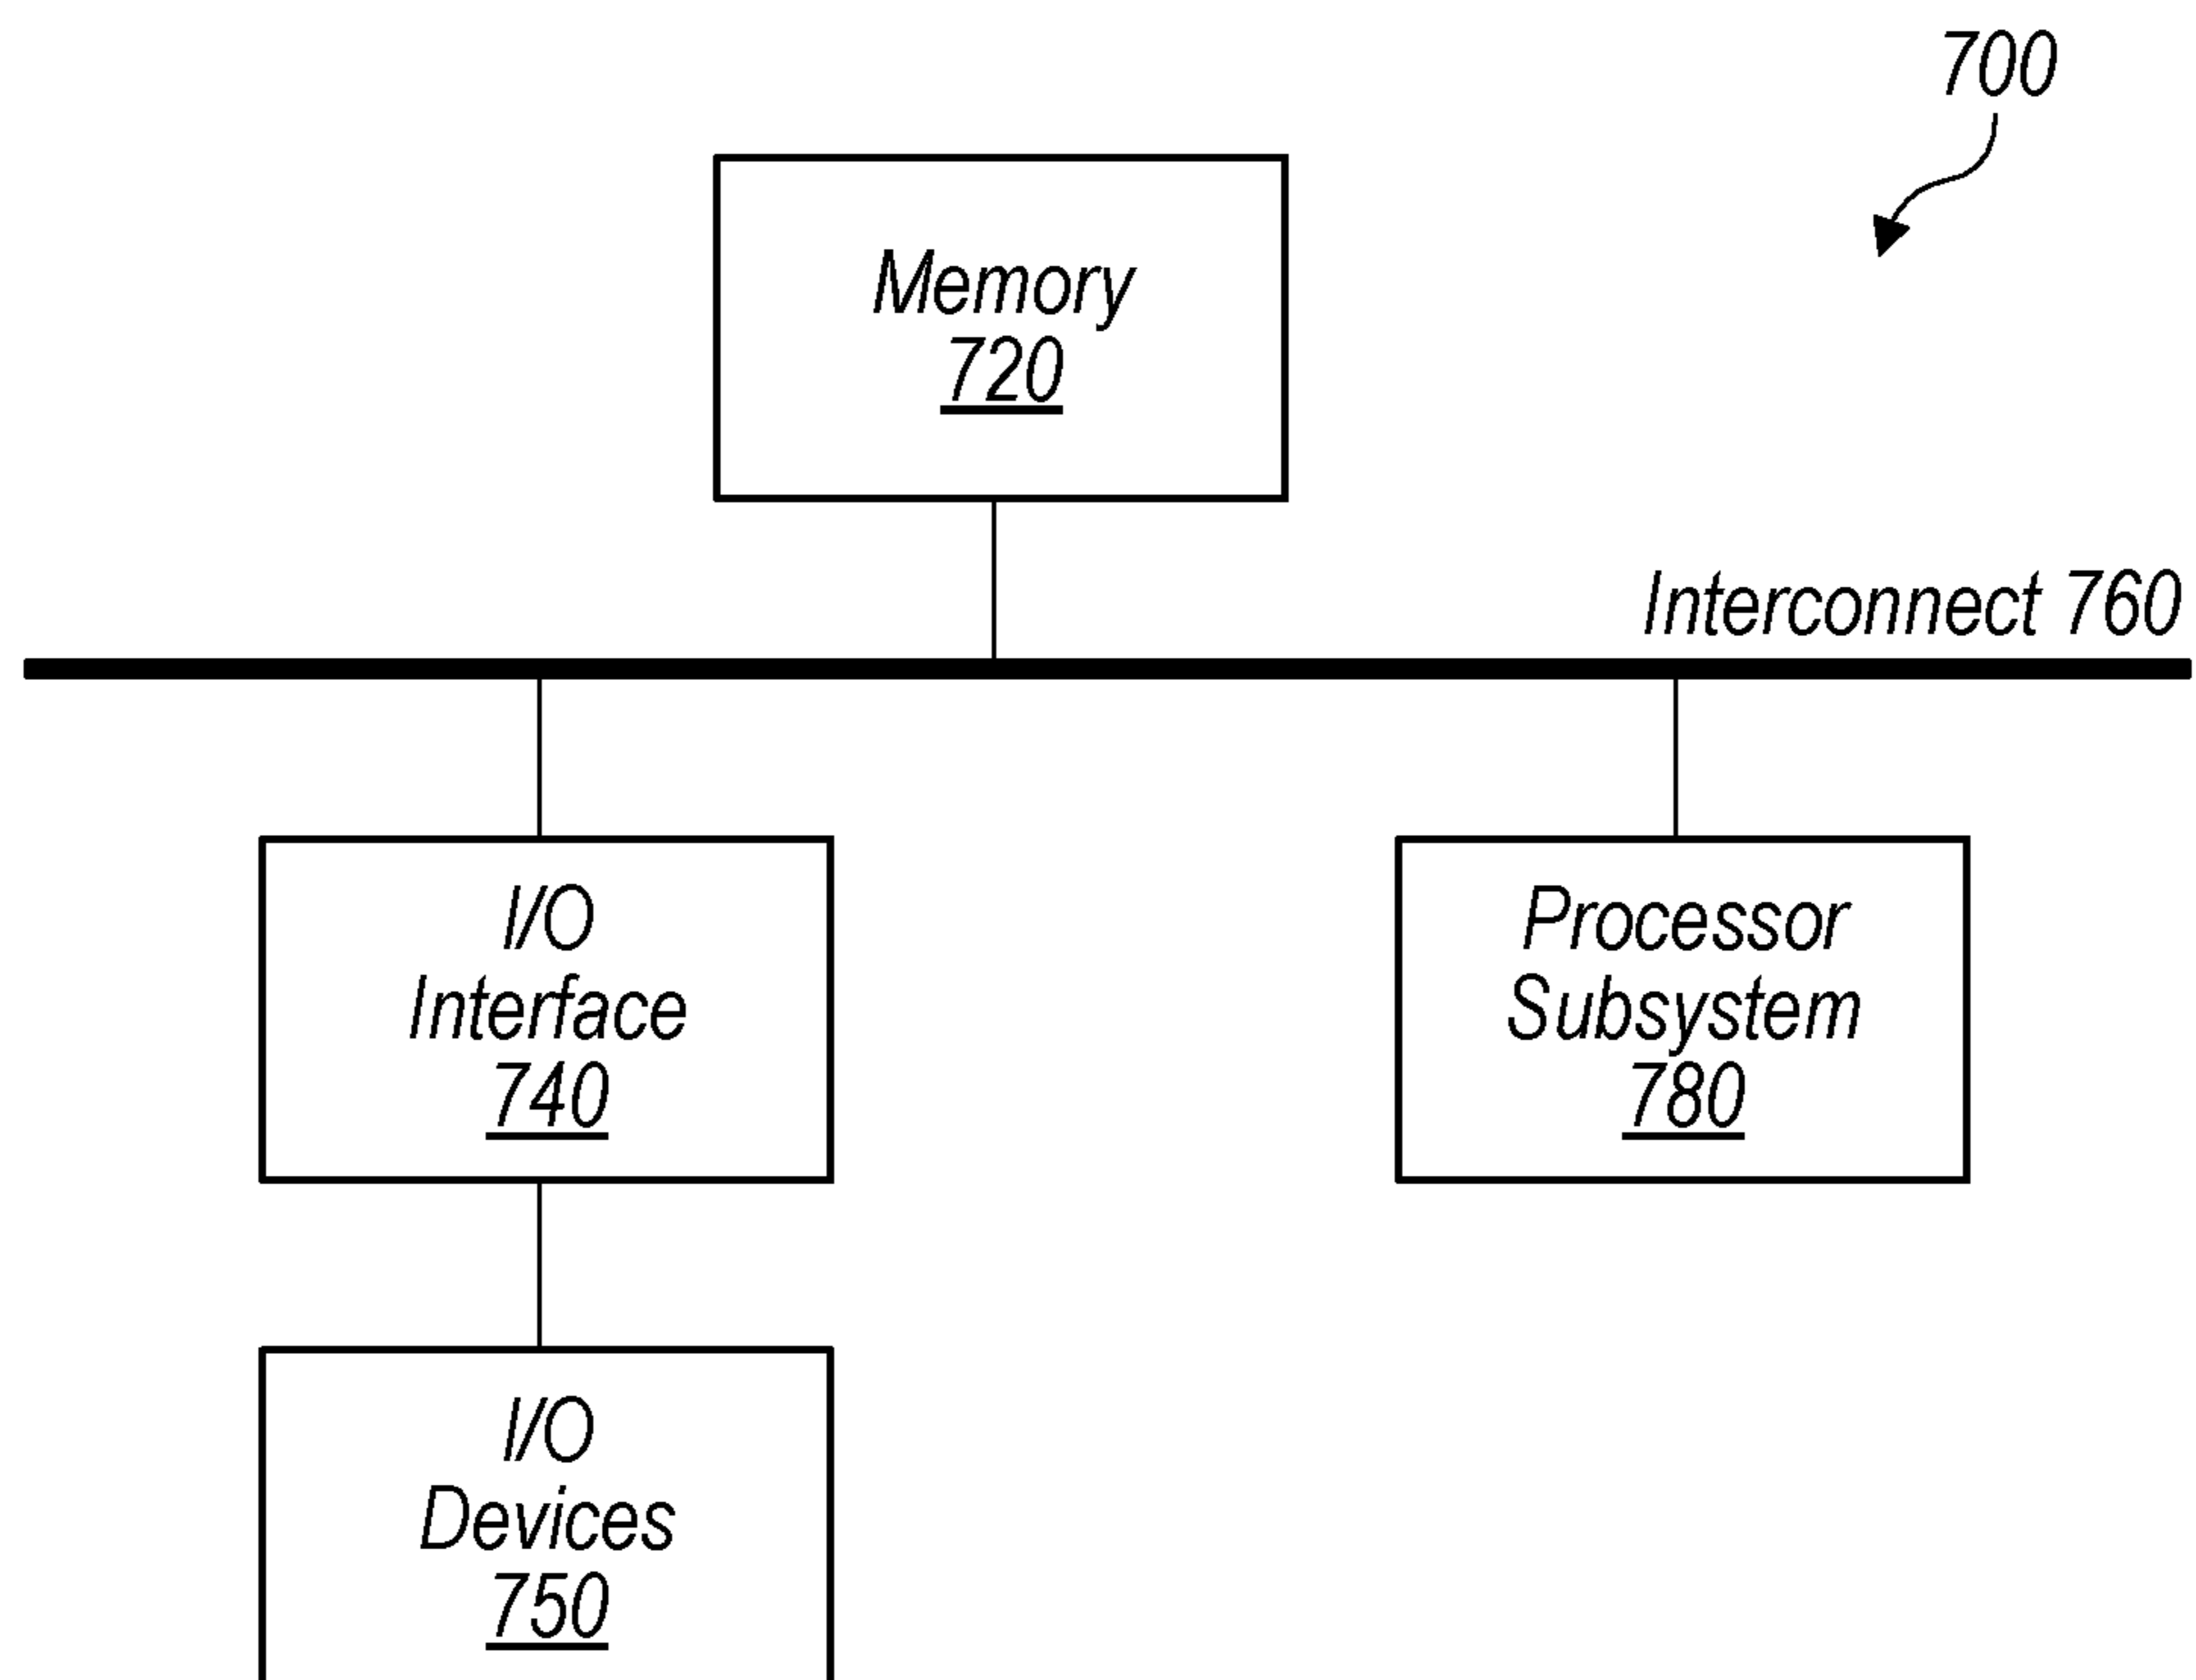 700
Memory
720
Interconnect 760
I/O
Interface
740
Processor
Subsystem
780
I/O
Devices
750